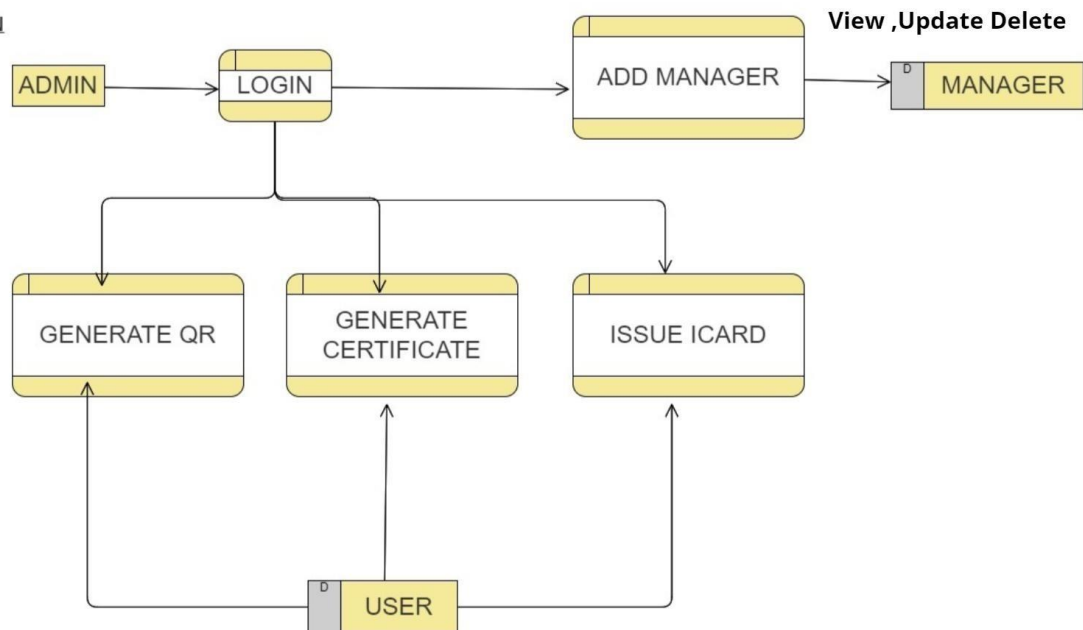 View ,Update Delete
ADMIN
LOGIN
ADD MANAGER
D
MANAGER
GENERATE QR
GENERATE
CERTIFICATE
ISSUE ICARD
D
USER